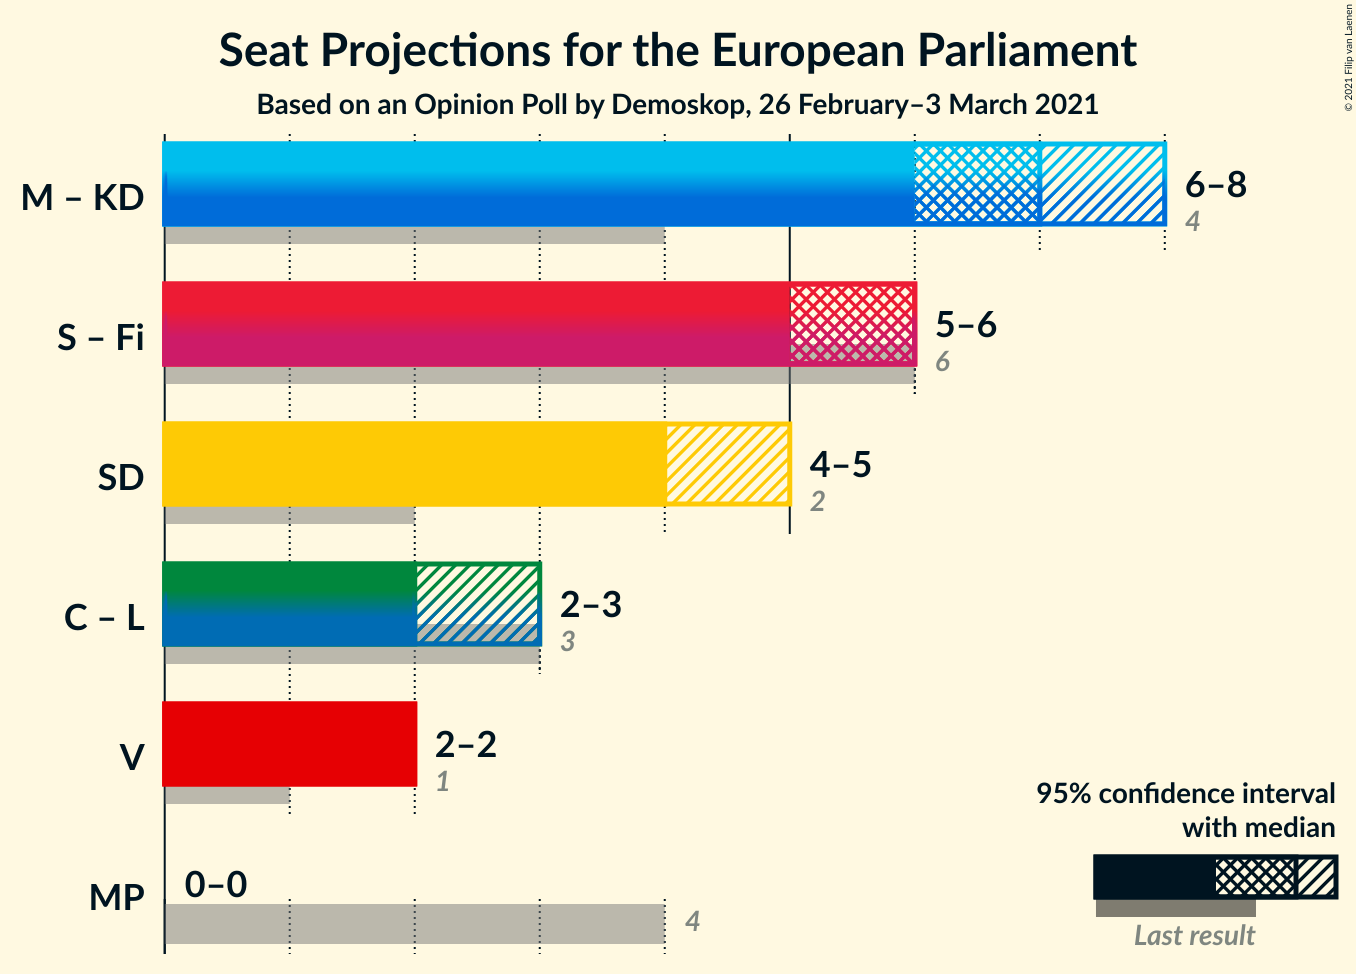 Seat Projections for the European Parliament
Based on an Opinion Poll by Demoskop, 26 February–3 March 2021
© 2021 Filip van Laenen
M – KD
6–8
4
S – Fi
5–6
6
SD
4–5
2
C – L
2–3
3
V
2–2
1
MP
0–0
4
95% confidence interval
with median
Last result